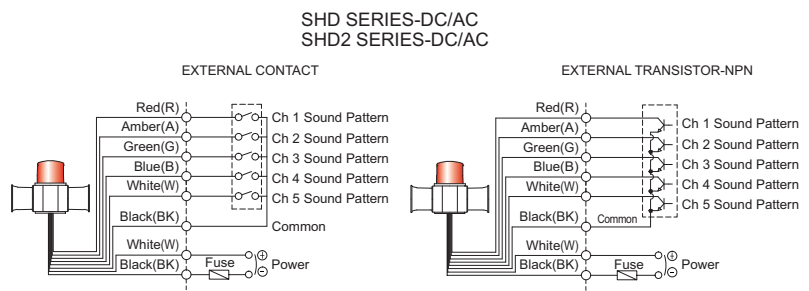 SHD SERIES-DC/AC
SHD2 SERIES-DC/AC
EXTERNAL CONTACT
Red(R)
Amber(A)
Green(G)
Blue(B)
White(W)
Black(BK)
White(W)
Black(BK)
Ch 1 Sound Pattern
Ch 2 Sound Pattern
Ch 3 Sound Pattern
Ch 4 Sound Pattern
Ch 5 Sound Pattern
Common
Fuse
Power
EXTERNAL TRANSISTOR-NPN
Red(R)
Amber(A)
Green(G)
Blue(B)
White(W)
Black(BK)
White(W)
Black(BK)
Ch 1 Sound Pattern
Ch 2 Sound Pattern
Ch 3 Sound Pattern
Ch 4 Sound Pattern
Ch 5 Sound Pattern
Common
Fuse
Power